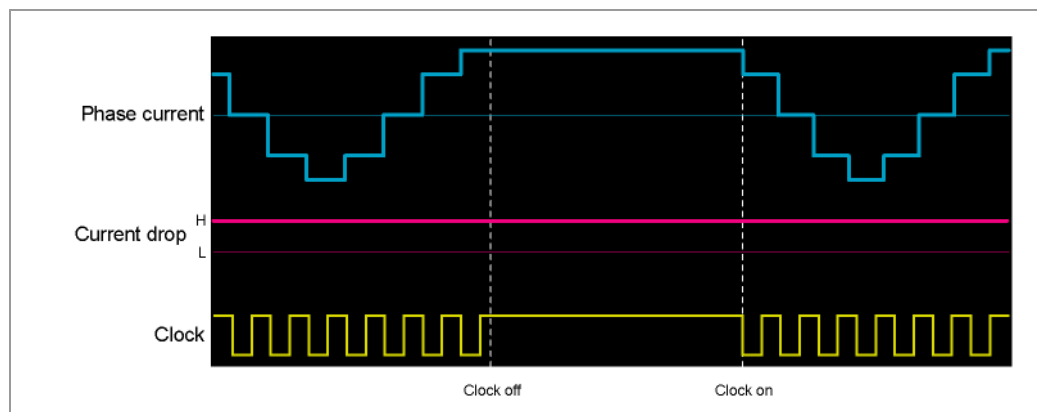 Phase current
H
Current drop
L
Clock
Clock off
Clock on